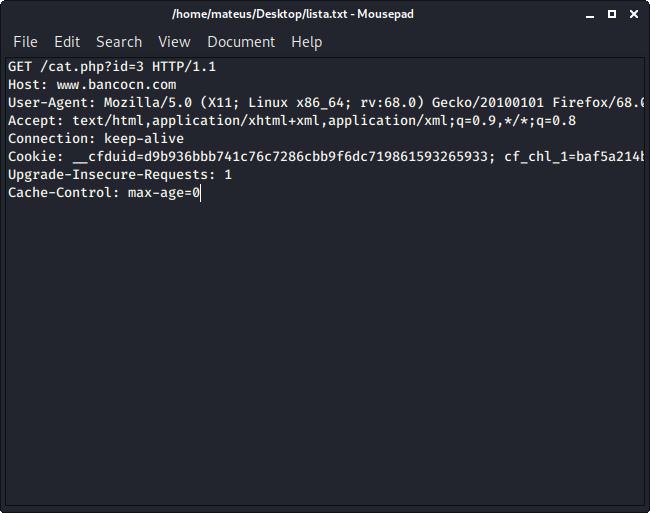 /home/mateus/Desktop/lista.txt - Mousepad
File Edit Search View Document Help
GET /cat.php?id=3 HTTP/1.1
Host: www.bancocn.com
User-Agent: Mozilla/5.0 (X11; Linux x86_64; rv:68.0) Gecko/20100101 Firefox/68.0
Accept: text/html,application/xhtml+xml,application/xml;q=0.9,*/*;q=0.8
Connection: keep-alive
Cookie: __cfduid=d9b936bbb741c76c7286cbb9f6dc719861593265933; cf_chl_1=baf5a214b
Upgrade-Insecure-Requests: 1
Cache-Control: max-age=0